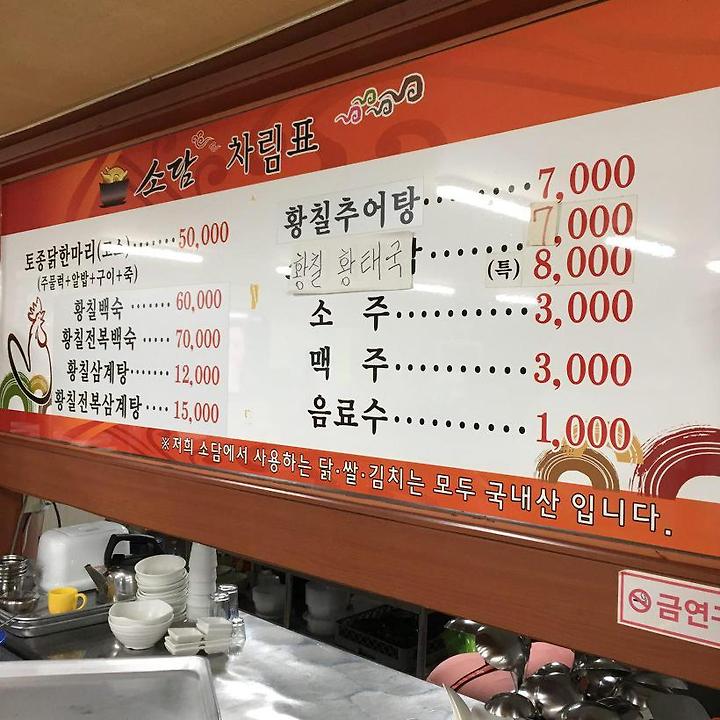 소담 차림표
토종닭한마리(코스)·······50,000
(주물럭+알밥+구이+죽)
황칠백숙 ····· 60,000
황칠전복백숙 ····· 70,000
황칠삼계탕······· 12,000
황칠전복삼계탕···· 15,000
황칠추어탕········7,000
7,000
황칠 황태국
(특) 8,000
소 주··········3,000
맥 주··········3,000
음료수··········1,000
※저희 소담에서 사용하는 닭·쌀·김치는 모두 국내산 입니다.
금연구